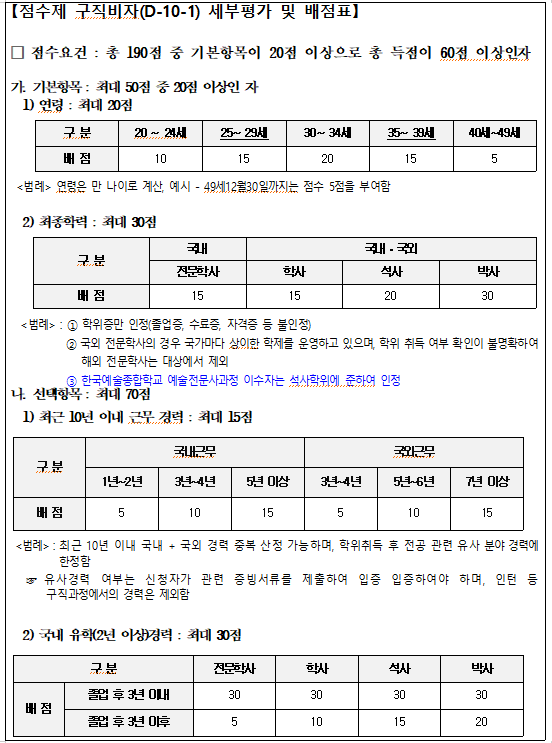 【점수제 구직비자(D-10-1) 세부평가 및 배점표】
□ 점수요건 : 총 190점 중 기본항목이 20점 이상으로 총 득점이 60점 이상인자
가. 기본항목 : 최대 50점 중 20점 이상인 자
1) 연령 : 최대 20점
구 분 20 ~ 24세 25~ 29세 30~ 34세 35~ 39세 40세~49세
배 점 10 15 20 15 5
<범례> 연령은 만 나이로 계산, 예시 - 49세12월30일까지는 점수 5점을 부여함
2) 최종학력 : 최대 30점
구 분 국내 국내 · 국외
전문학사 학사 석사 박사
배 점 15 15 20 30
<범례> : ① 학위증만 인정(졸업증, 수료증, 자격증 등 불인정)
② 국외 전문학사의 경우 국가마다 상이한 학제를 운영하고 있으며, 학위 취득 여부 확인이 불명확하여
해외 전문학사는 대상에서 제외
③ 한국예술종합학교 예술전문사과정 이수자는 석사학위에 준하여 인정
나. 선택항목 : 최대 70점
1) 최근 10년 이내 근무 경력 : 최대 15점
구 분 국내근무 국외근무
1년~2년 3년~4년 5년 이상 3년~4년 5년~6년 7년 이상
배 점 5 10 15 5 10 15
<범례> : 최근 10년 이내 국내 + 국외 경력 중복 산정 가능하며, 학위취득 후 전공 관련 유사 분야 경력에
한정함
☞ 유사경력 여부는 신청자가 관련 증빙서류를 제출하여 입증 입증하여야 하며, 인턴 등
구직과정에서의 경력은 제외함
2) 국내 유학(2년 이상)경력 : 최대 30점
구 분 전문학사 학사 석사 박사
배 점 졸업 후 3년 이내 30 30 30 30
졸업 후 3년 이후 5 10 15 20